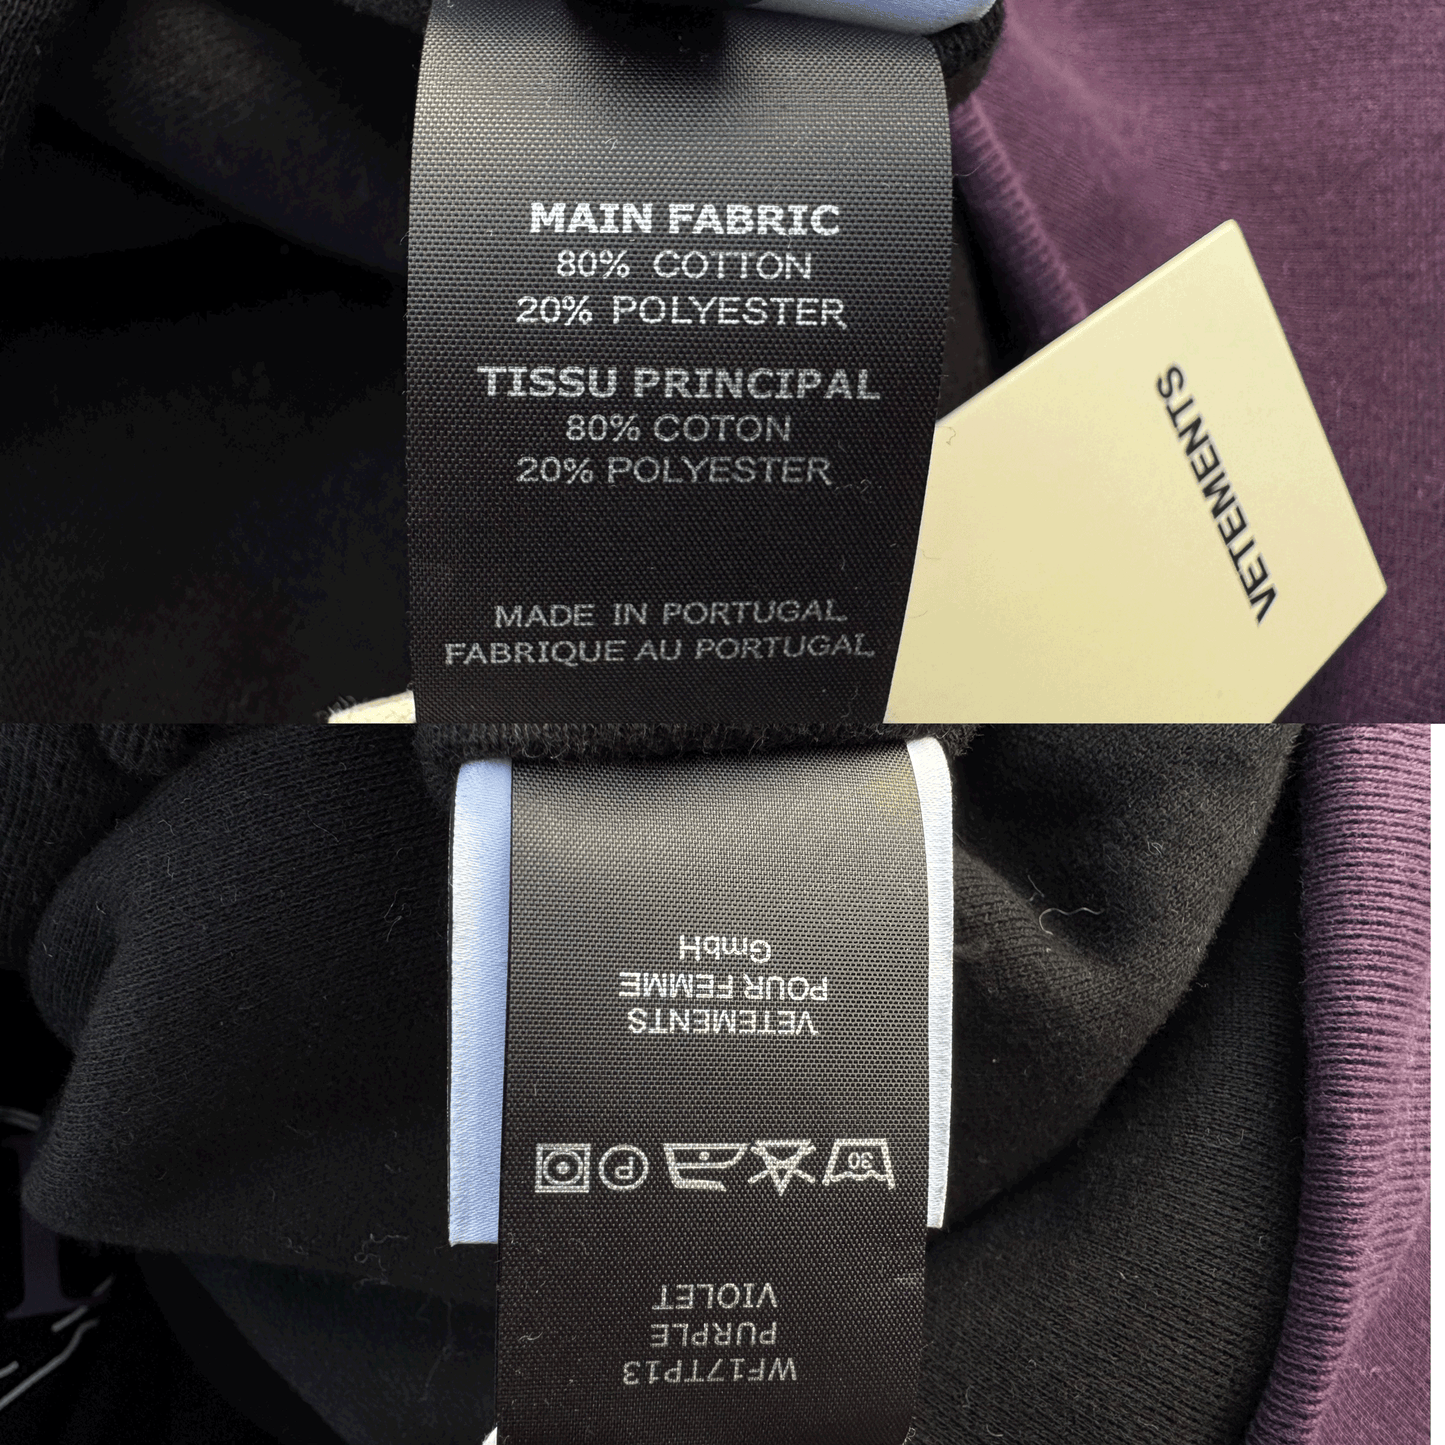 MAIN FABRIC
80% COTTON
20% POLYESTER
TISSU PRINCIPAL
80% COTON
20% POLYESTER
MADE IN PORTUGAL
FABRIQUE AU PORTUGAL
VETEMENTS
WF17TP13
PURPLE
VIOLET
30
P
VETEMENTS
POUR FEMME
GmbH